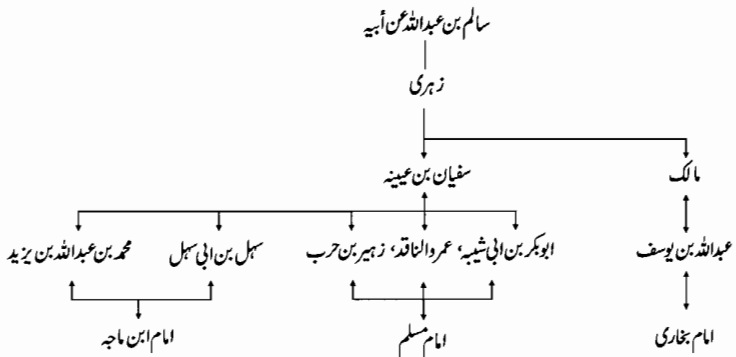 سالم بن عبداللہ عن أبیہ
زہری
مالک سفیان بن عیینہ
عبداللہ بن یوسف ابوبکر بن ابی شیبہ، عمرو الناقد، زہیر بن حرب سہل بن ابی سہل محمد بن عبداللہ بن یزید
امام بخاری امام مسلم امام ابن ماجہ